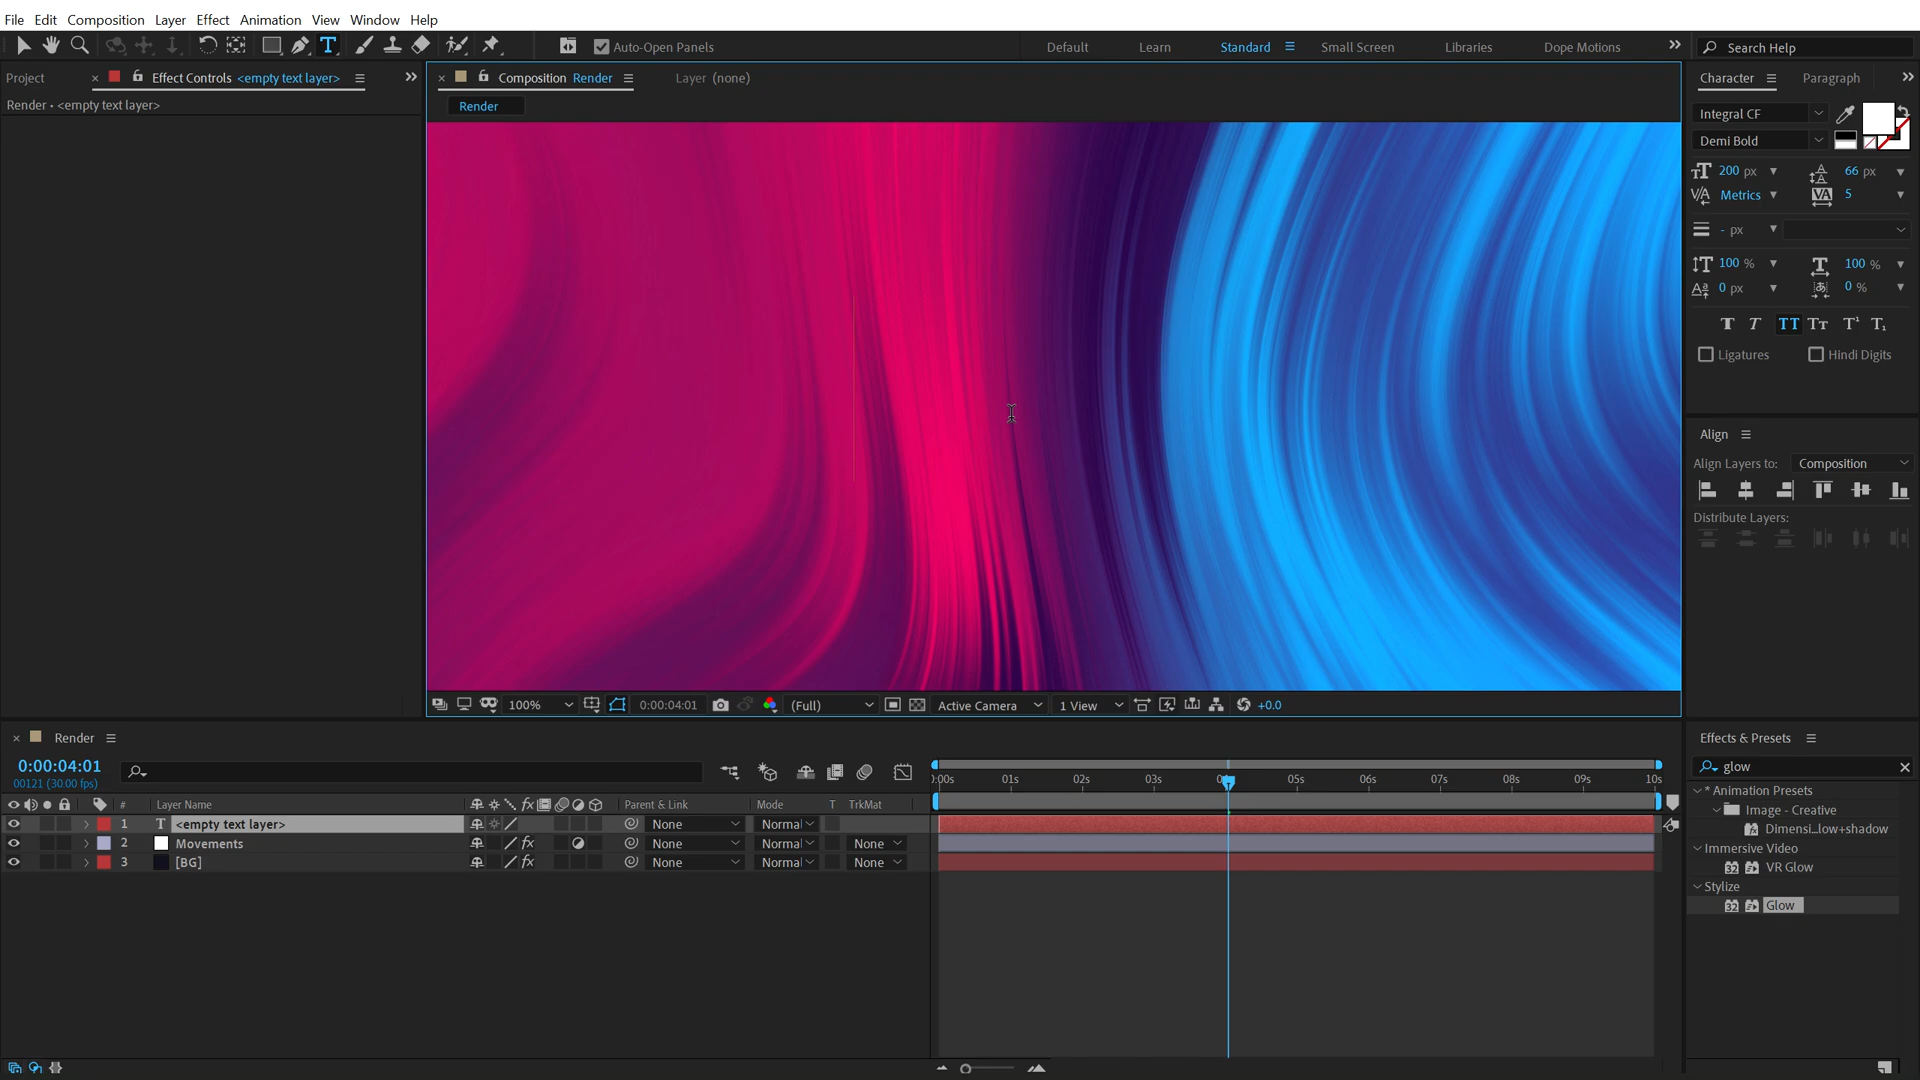 File Edit Composition Layer Effect Animation View Window Help
Auto-Open Panels
Default Learn Standard Small Screen Libraries Dope Motions
Search Help
Project
Effect Controls <empty text layer>
Render • <empty text layer>
Composition Render
Layer (none)
Render
100%
0:00:04:01
(Full)
Active Camera
1 View
+0.0
Character Paragraph
Integral CF
Demi Bold
200 px 66 px
Metrics 5
- px
100 % 100 %
0 px 0 %
Ligatures Hindi Digits
Align
Align Layers to: Composition
Distribute Layers:
Render
0:00:04:01
00121 (30.00 fps)
# Layer Name Parent & Link Mode T TrkMat
1 T <empty text layer> None Normal
2 Movements fx None Normal None
3 [BG] fx None Normal None
):00s 01s 02s 03s 05s 06s 07s 08s 09s 10s
Effects & Presets
glow
* Animation Presets
Image - Creative
Dimensi...low+shadow
Immersive Video
32 VR Glow
Stylize
32 Glow